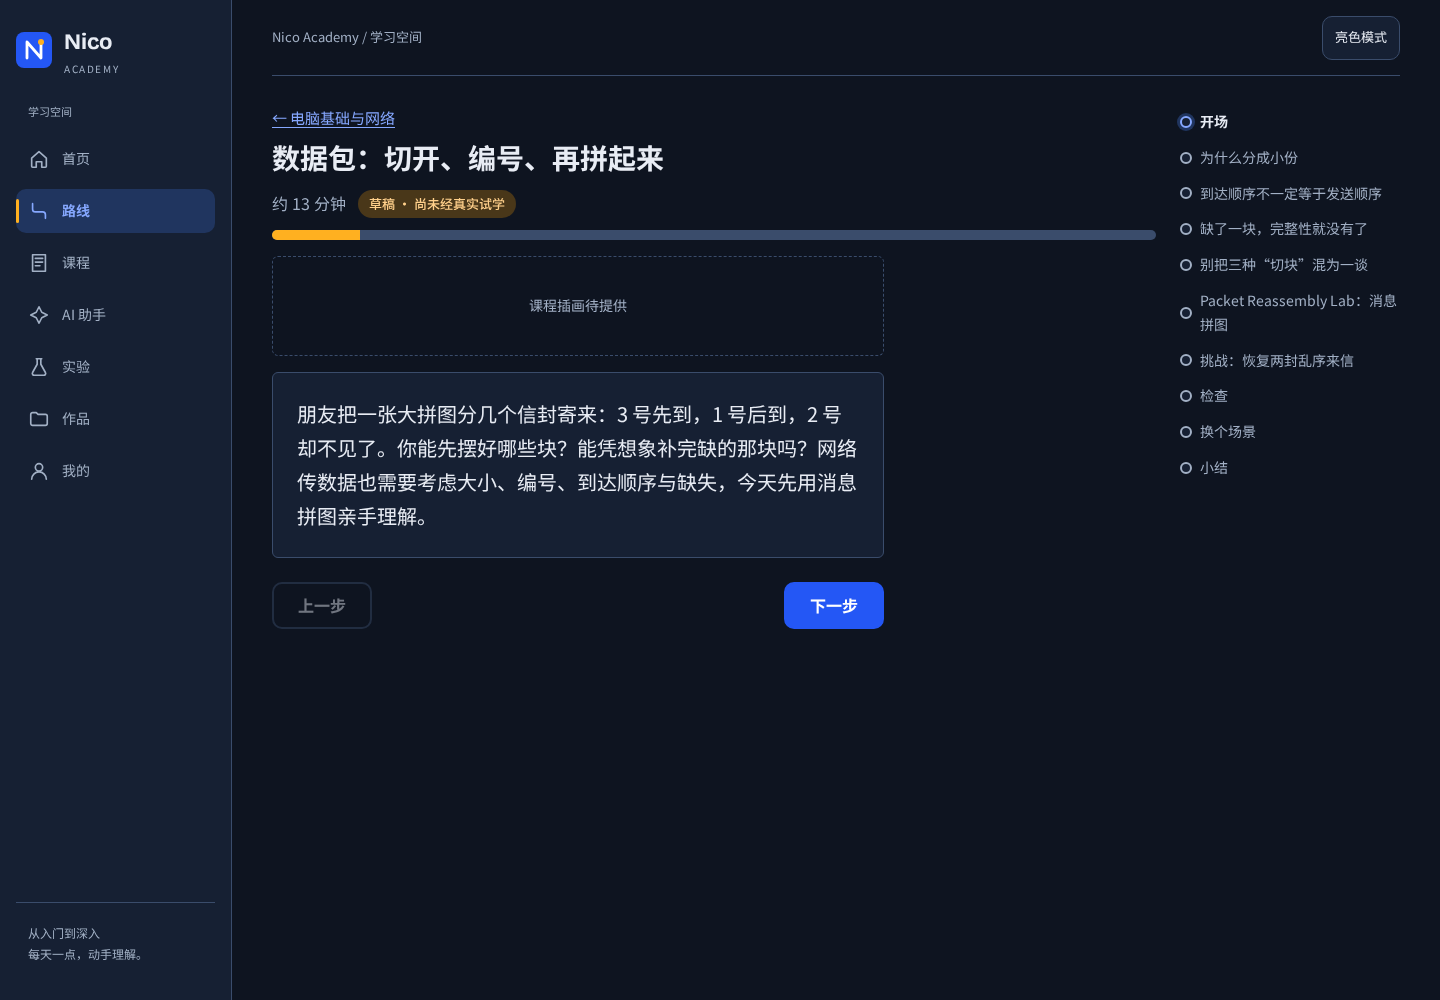 Nico
ACADEMY
学习空间
首页
路线
课程
AI 助手
实验
作品
我的
从入门到深入
每天一点，动手理解。
Nico Academy / 学习空间
亮色模式
← 电脑基础与网络
数据包：切开、编号、再拼起来
约 13 分钟
草稿 · 尚未经真实试学
课程插画待提供
朋友把一张大拼图分几个信封寄来：3 号先到，1 号后到，2 号
却不见了。你能先摆好哪些块？能凭想象补完缺的那块吗？网络
传数据也需要考虑大小、编号、到达顺序与缺失，今天先用消息
拼图亲手理解。
上一步
下一步
开场
为什么分成小份
到达顺序不一定等于发送顺序
缺了一块，完整性就没有了
别把三种“切块”混为一谈
Packet Reassembly Lab：消息
拼图
挑战：恢复两封乱序来信
检查
换个场景
小结